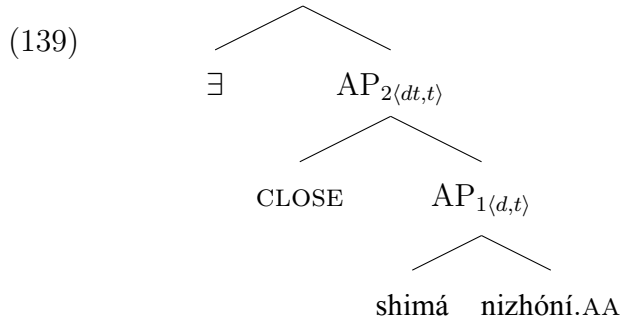 (139)
∃ AP₂⟨dt,t⟩
CLOSE AP₁⟨d,t⟩
shimá nizhóní.AA